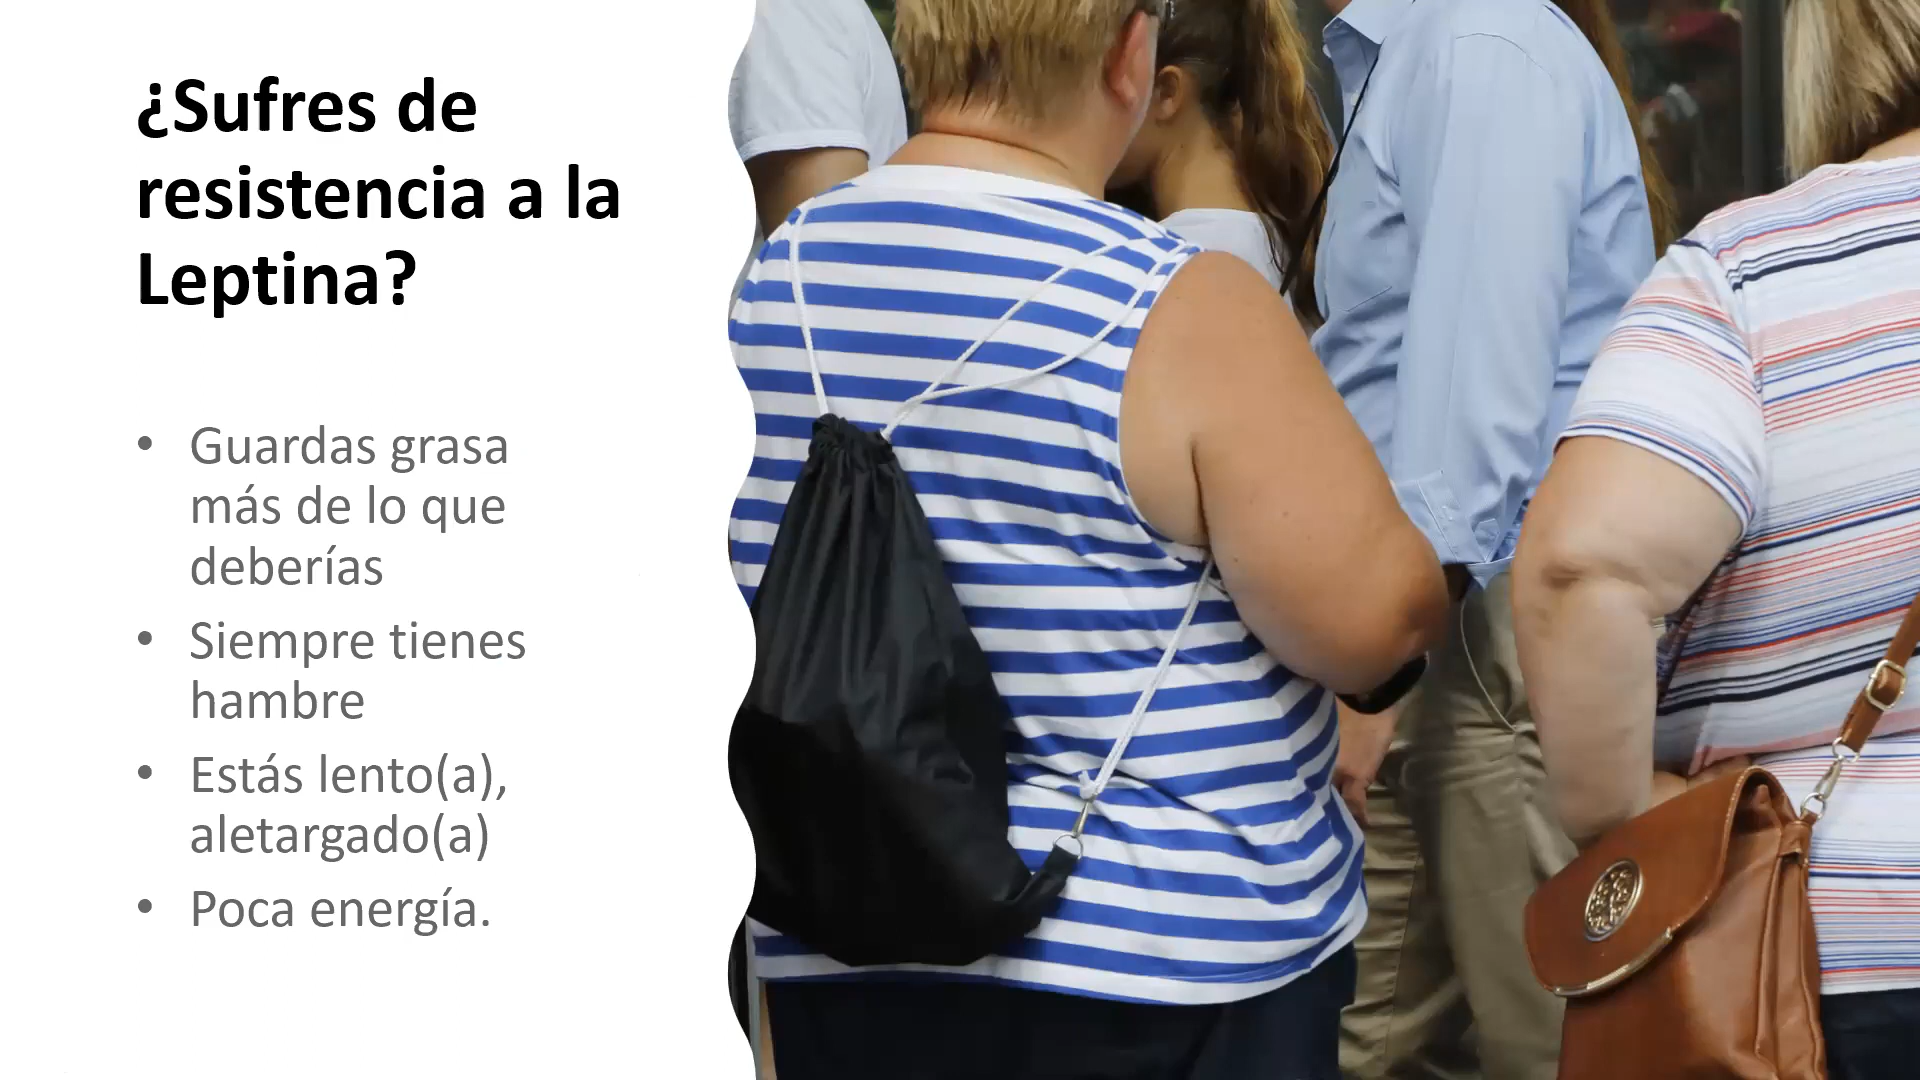 ¿Sufres de
resistencia a la
Leptina?
• Guardas grasa
más de lo que
deberías
• Siempre tienes
hambre
• Estás lento(a),
aletargado(a)
• Poca energía.